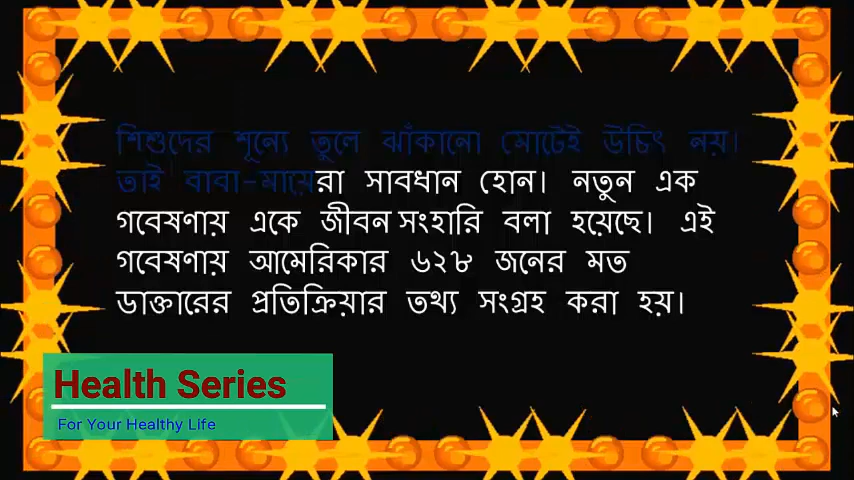 শিশুদের শূন্যে তুলে ঝাঁকানো মোটেই উচিৎ নয়।
তাই বাবা-মায়েরা সাবধান হোন। নতুন এক
গবেষণায় একে জীবন সংহারি বলা হয়েছে। এই
গবেষণায় আমেরিকার ৬২৮ জনের মত
ডাক্তারের প্রতিক্রিয়ার তথ্য সংগ্রহ করা হয়।
Health Series
For Your Healthy Life